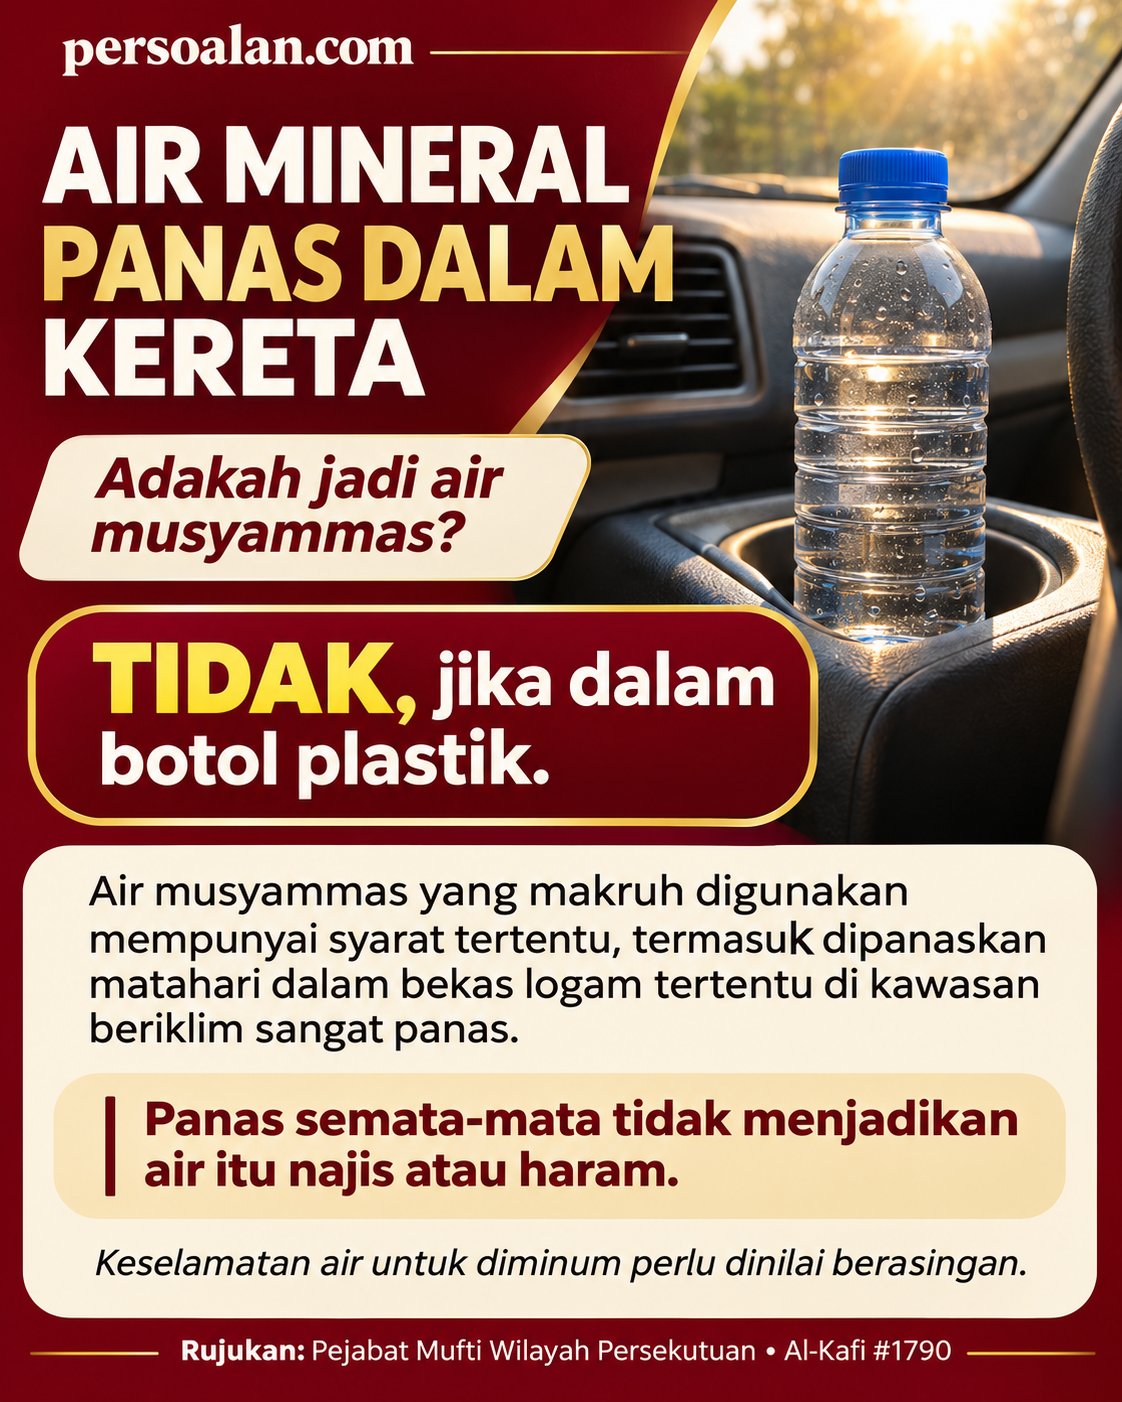 persoalan.com
AIR MINERAL
PANAS DALAM
KERETA
Adakah jadi air
musyammas?
TIDAK, jika dalam
botol plastik.
Air musyammas yang makruh digunakan
mempunyai syarat tertentu, termasuk dipanaskan
matahari dalam bekas logam tertentu di kawasan
beriklim sangat panas.
Panas semata-mata tidak menjadikan
air itu najis atau haram.
Keselamatan air untuk diminum perlu dinilai berasingan.
Rujukan: Pejabat Mufti Wilayah Persekutuan • Al-Kafi #1790